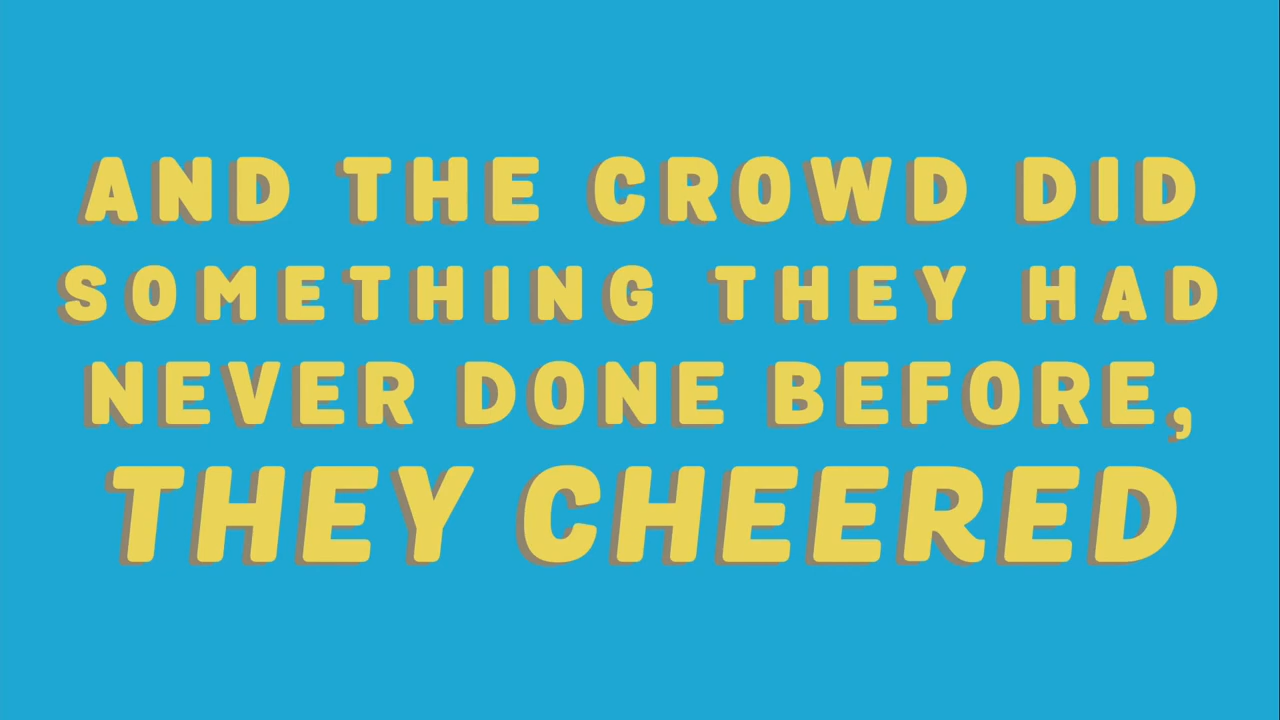 AND THE CROWD DID
SOMETHING THEY HAD
NEVER DONE BEFORE,
THEY CHEERED